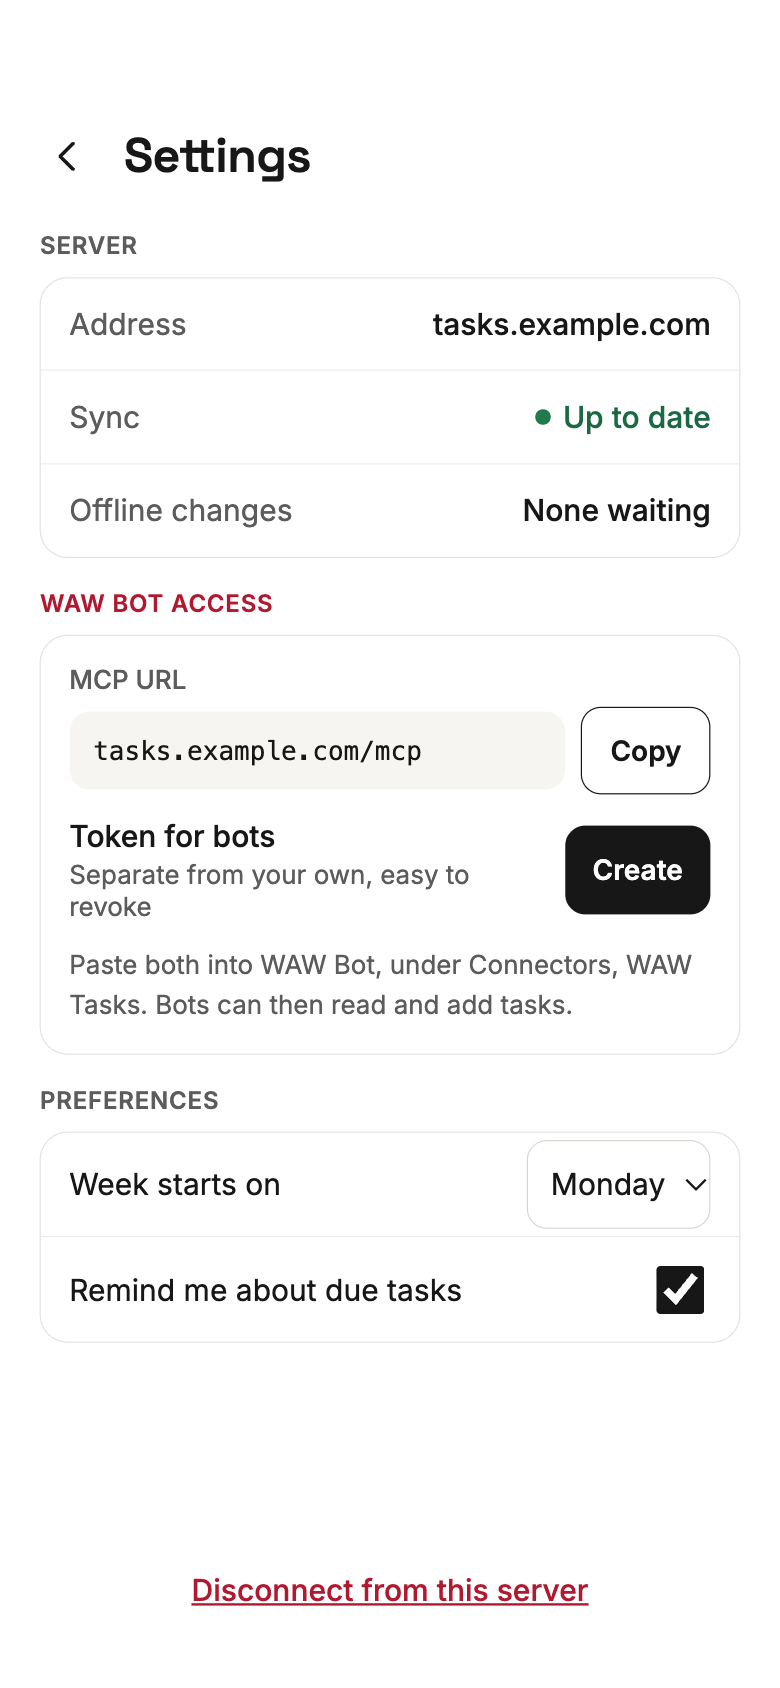 Settings
SERVER
Address tasks.example.com
Sync Up to date
Offline changes None waiting
WAW BOT ACCESS
MCP URL
tasks.example.com/mcp Copy
Token for bots
Separate from your own, easy to
revoke
Create
Paste both into WAW Bot, under Connectors, WAW
Tasks. Bots can then read and add tasks.
PREFERENCES
Week starts on Monday
Remind me about due tasks
Disconnect from this server